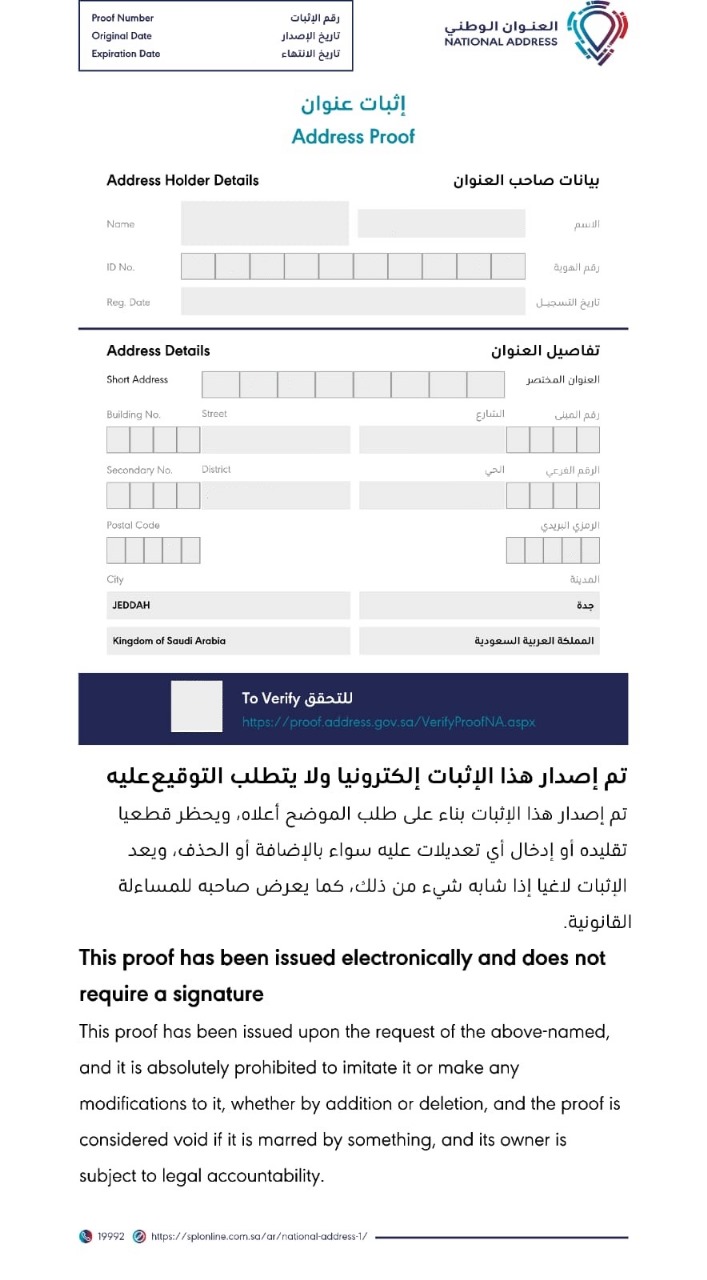 Proof Number رقم الإثبات
Original Date تاريخ الإصدار
Expiration Date تاريخ الانتهاء
العنوان الوطني
NATIONAL ADDRESS
إثبات عنوان
Address Proof
Address Holder Details بيانات صاحب العنوان
Name الاسم
ID No. رقم الهوية
Reg. Date تاريخ التسجيل
Address Details تفاصيل العنوان
Short Address العنوان المختصر
Building No. Street الشارع رقم المبنى
Secondary No. District الحي الرقم الفرعي
Postal Code الرمزي البريدي
City المدينة
JEDDAH جدة
Kingdom of Saudi Arabia المملكة العربية السعودية
To Verify للتحقق
https://proof.address.gov.sa/VerifyProofNA.aspx
تم إصدار هذا الإثبات إلكترونيا ولا يتطلب التوقيع عليه
تم إصدار هذا الإثبات بناء على طلب الموضح أعلاه، ويحظر قطعيا
تقليده أو إدخال أي تعديلات عليه سواء بالإضافة أو الحذف، ويعد
الإثبات لاغيا إذا شابه شيء من ذلك، كما يعرض صاحبه للمساءلة
القانونية.
This proof has been issued electronically and does not
require a signature
This proof has been issued upon the request of the above-named,
and it is absolutely prohibited to imitate it or make any
modifications to it, whether by addition or deletion, and the proof is
considered void if it is marred by something, and its owner is
subject to legal accountability.
19992 https://splonline.com.sa/ar/national-address-1/